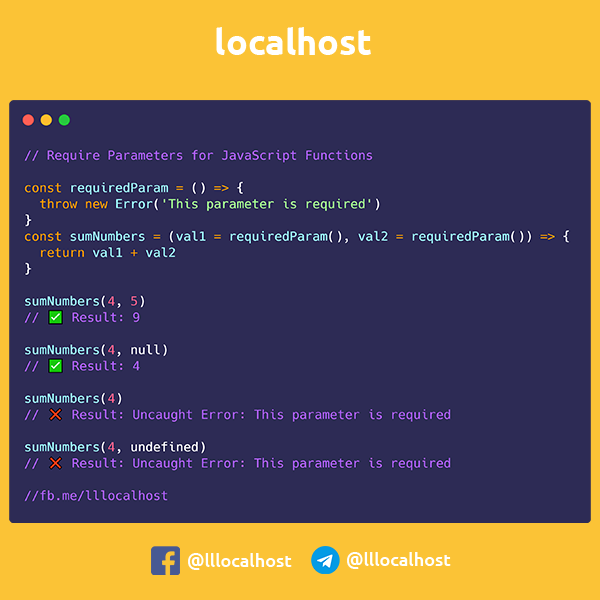 localhost
// Require Parameters for JavaScript Functions
const requiredParam = () => {
  throw new Error('This parameter is required')
}
const sumNumbers = (val1 = requiredParam(), val2 = requiredParam()) => {
  return val1 + val2
}
sumNumbers(4, 5)
// ✅ Result: 9
sumNumbers(4, null)
// ✅ Result: 4
sumNumbers(4)
// ❌ Result: Uncaught Error: This parameter is required
sumNumbers(4, undefined)
// ❌ Result: Uncaught Error: This parameter is required
//fb.me/lllocalhost
@lllocalhost @lllocalhost